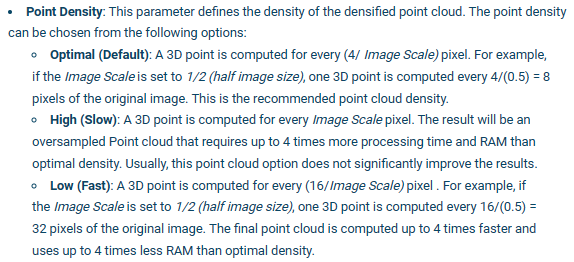 • Point Density: This parameter defines the density of the densified point cloud. The point density
can be chosen from the following options:
◦ Optimal (Default): A 3D point is computed for every (4/ Image Scale) pixel. For example,
if the Image Scale is set to 1/2 (half image size), one 3D point is computed every 4/(0.5) = 8
pixels of the original image. This is the recommended point cloud density.
◦ High (Slow): A 3D point is computed for every Image Scale pixel. The result will be an
oversampled Point cloud that requires up to 4 times more processing time and RAM than
optimal density. Usually, this point cloud option does not significantly improve the results.
◦ Low (Fast): A 3D point is computed for every (16/Image Scale) pixel . For example, if
the Image Scale is set to 1/2 (half image size), one 3D point is computed every 16/(0.5) =
32 pixels of the original image. The final point cloud is computed up to 4 times faster and
uses up to 4 times less RAM than optimal density.